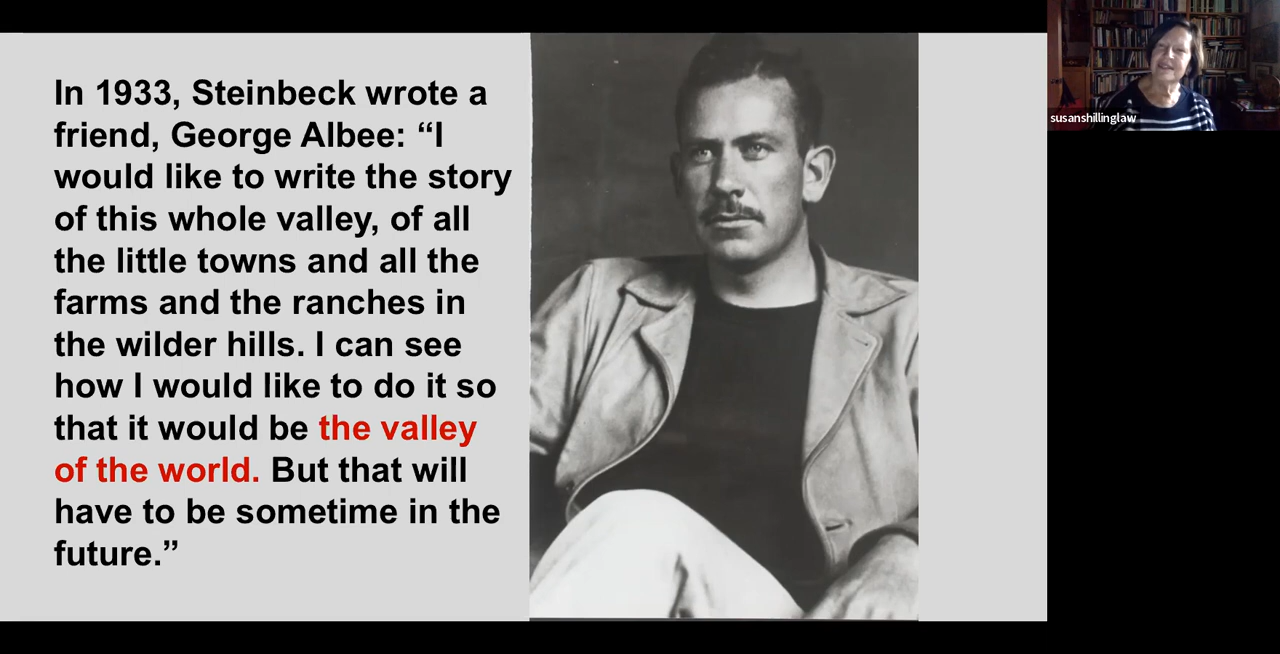 In 1933, Steinbeck wrote a
friend, George Albee: “I
would like to write the story
of this whole valley, of all
the little towns and all the
farms and the ranches in
the wilder hills. I can see
how I would like to do it so
that it would be the valley
of the world. But that will
have to be sometime in the
future.”
susanshillinglaw